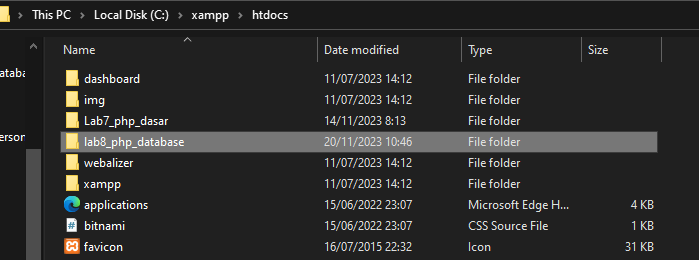 This PC > Local Disk (C:) > xampp > htdocs
Name Date modified Type Size
dashboard 11/07/2023 14:12 File folder
img 11/07/2023 14:12 File folder
Lab7_php_dasar 14/11/2023 8:13 File folder
lab8_php_database 20/11/2023 10:46 File folder
webalizer 11/07/2023 14:12 File folder
xampp 11/07/2023 14:12 File folder
applications 15/06/2022 23:07 Microsoft Edge H... 4 KB
bitnami 15/06/2022 23:07 CSS Source File 1 KB
favicon 16/07/2015 22:32 Icon 31 KB